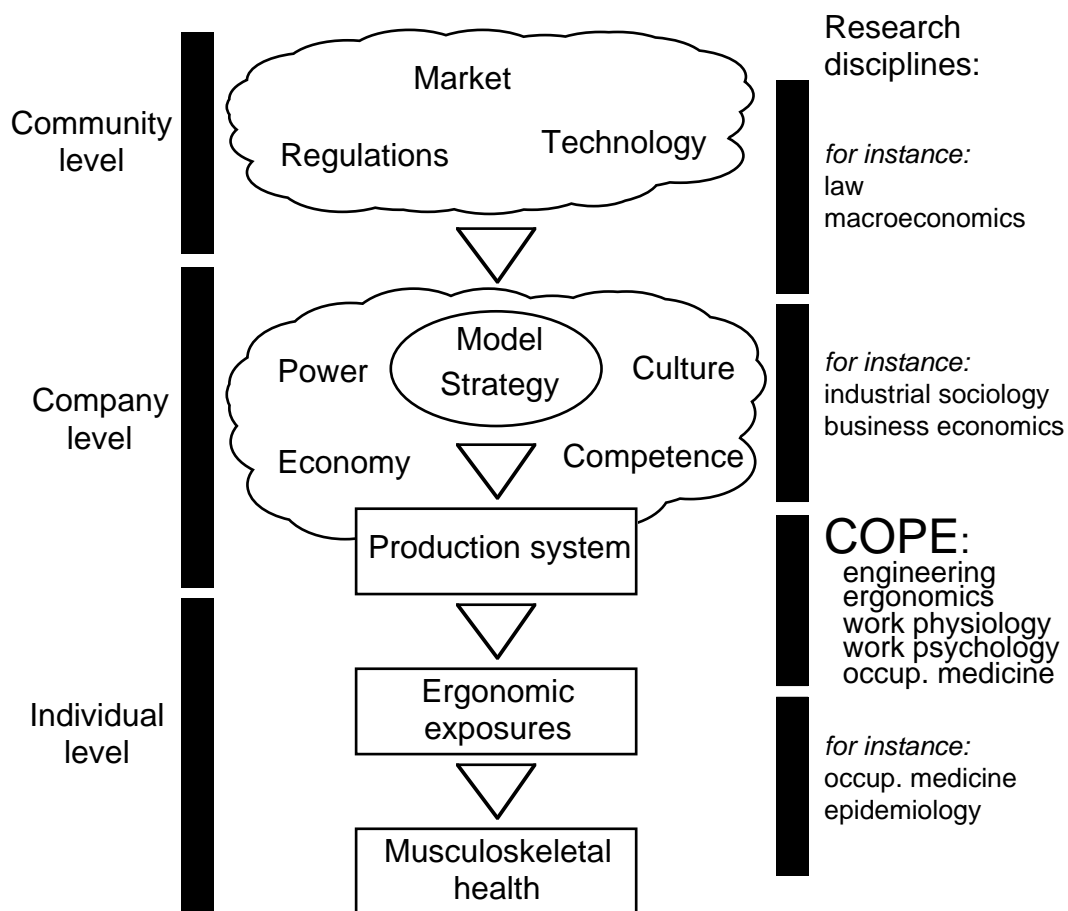 Research
disciplines:
Community
level
Market
Regulations
Technology
for instance:
law
macroeconomics
Company
level
Model
Strategy
Power
Culture
Economy
Competence
Production system
for instance:
industrial sociology
business economics
COPE:
engineering
ergonomics
work physiology
work psychology
occup. medicine
Individual
level
Ergonomic
exposures
Musculoskeletal
health
for instance:
occup. medicine
epidemiology